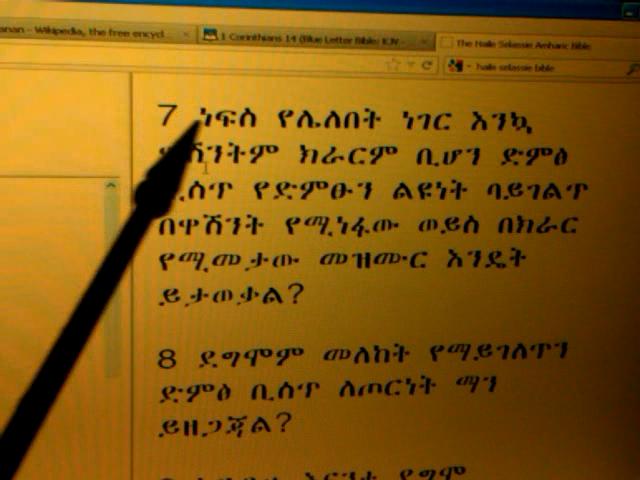 Wikipedia, the free encycl...
1 Corinthians 14 (Blue Letter Bible: KJV -
The Haile Selassie Amharic Bible
haile selassie bible
7 ነፍስ የሌለበት ነገር እንኳ
ዋሽንትም ክራርም ቢሆን ድምፅ
ሲሰጥ የድምፁን ልዩነት ባይገልጥ
በዋሽንት የሚነፋው ወይስ በክራር
የሚመታው መዝሙር እንዴት
ይታወቃል?
8 ደግሞም መለከት የማይገለጥን
ድምፅ ቢሰጥ ለጦርነት ማን
ይዘጋጃል?